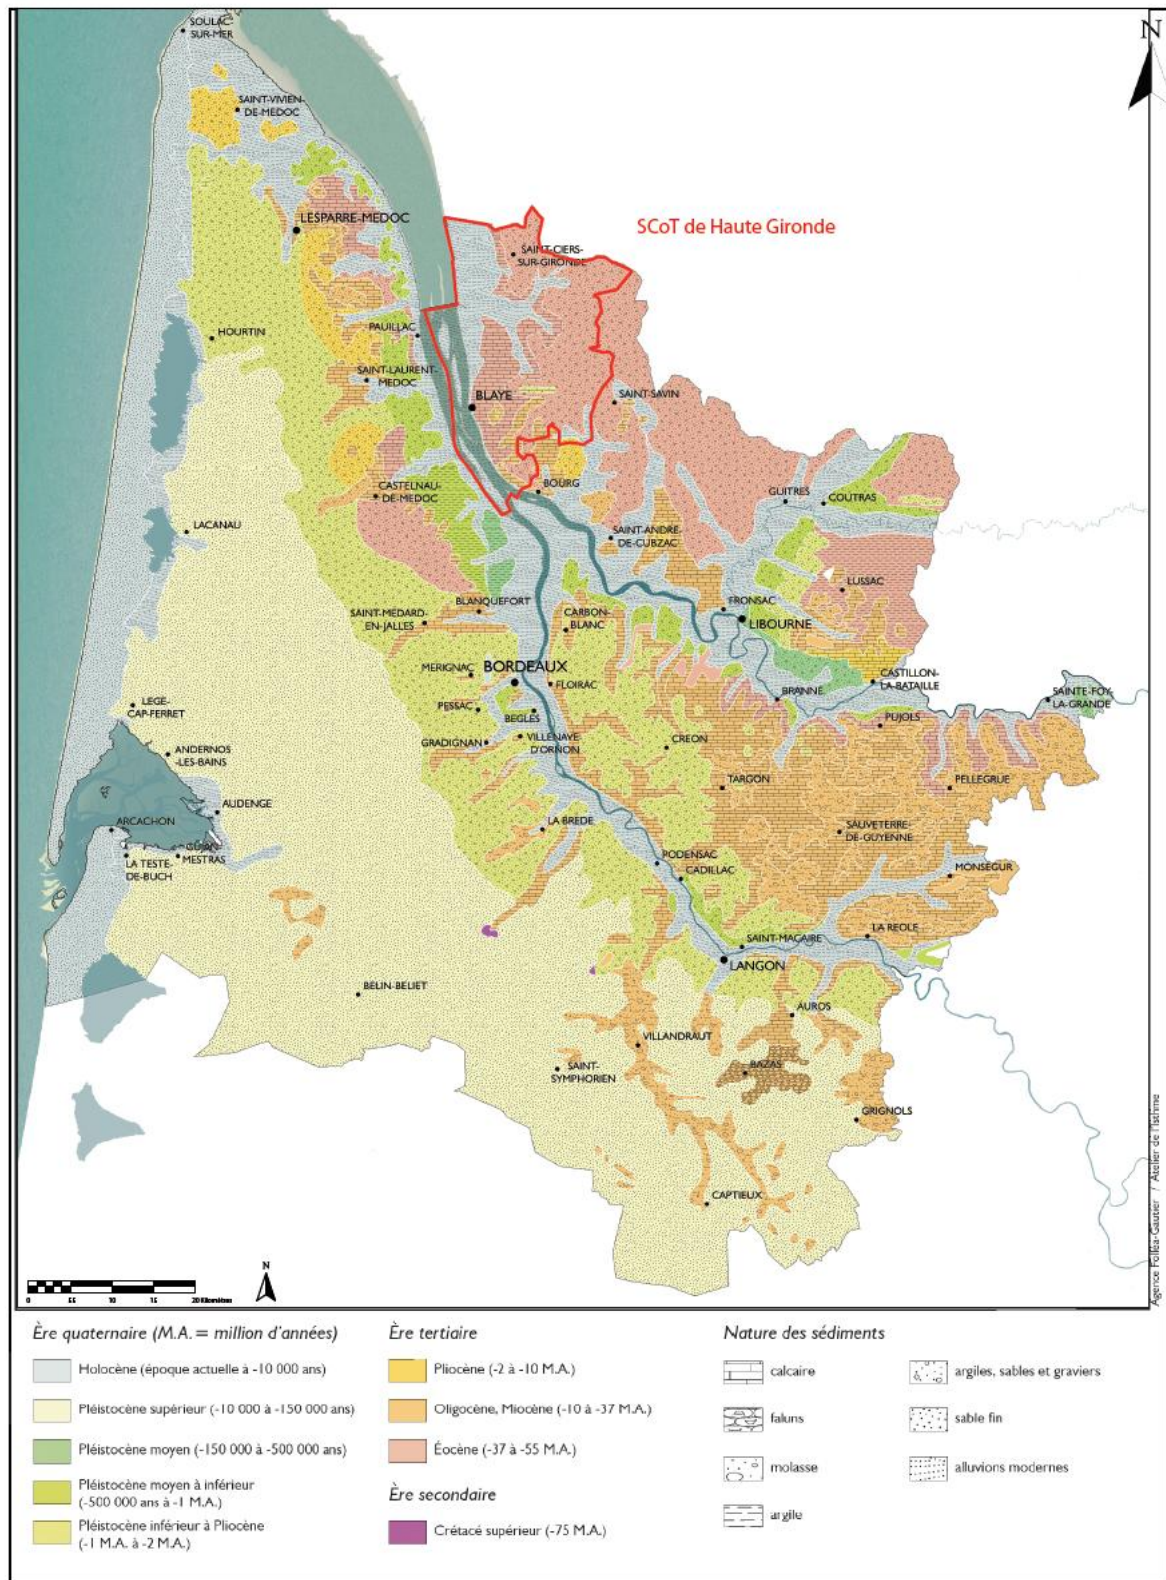 N
SOULAC-
SUR-MER
SAINT-VIVIEN-
DE-MEDOC
LESPARRE-MEDOC
SCoT de Haute Gironde
SAINT-CIERS-
SUR-GIRONDE
HOURTIN
PAUILLAC
SAINT-LAURENT-
MEDOC
BLAYE
SAINT-SAVIN
CASTELNAU-
DE-MEDOC
BOURG
GUITRES
COUTRAS
LACANAU
SAINT-ANDRE-
DE-CUBZAC
LUSSAC
BLANQUEFORT
FRONSAC
SAINT-MEDARD-
EN-JALLES
CARBON-
BLANC
LIBOURNE
MERIGNAC
BORDEAUX
FLOIRAC
CASTILLON-
LA-BATAILLE
BRANNE
SAINTE-FOY-
LA-GRANDE
LEGE-
CAP-FERRET
PESSAC
BEGLES
PUJOLS
GRADIGNAN
VILLENAVE-
D'ORNON
CREON
ANDERNOS
-LES-BAINS
TARGON
PELLEGRUE
AUDENGE
ARCACHON
LA BREDE
SAUVETERRE-
DE-GUYENNE
LA TESTE-
DE-BUCH
GUJAN-
MESTRAS
PODENSAC
CADILLAC
MONSEGUR
SAINT-MACAIRE
LA REOLE
LANGON
BELIN-BELIET
AUROS
VILLANDRAUT
SAINT-
SYMPHORIEN
BAZAS
GRIGNOLS
CAPTIEUX
Agence Folléa-Gautier / Atelier de l'Isthme
N
0 5.5 10 15 20 Kilomètres
Ère quaternaire (M.A. = million d'années)
Holocène (époque actuelle à -10 000 ans)
Pléistocène supérieur (-10 000 à -150 000 ans)
Pléistocène moyen (-150 000 à -500 000 ans)
Pléistocène moyen à inférieur
(-500 000 ans à -1 M.A.)
Pléistocène inférieur à Pliocène
(-1 M.A. à -2 M.A.)
Ère tertiaire
Pliocène (-2 à -10 M.A.)
Oligocène, Miocène (-10 à -37 M.A.)
Éocène (-37 à -55 M.A.)
Ère secondaire
Crétacé supérieur (-75 M.A.)
Nature des sédiments
calcaire
faluns
molasse
argile
argiles, sables et graviers
sable fin
alluvions modernes